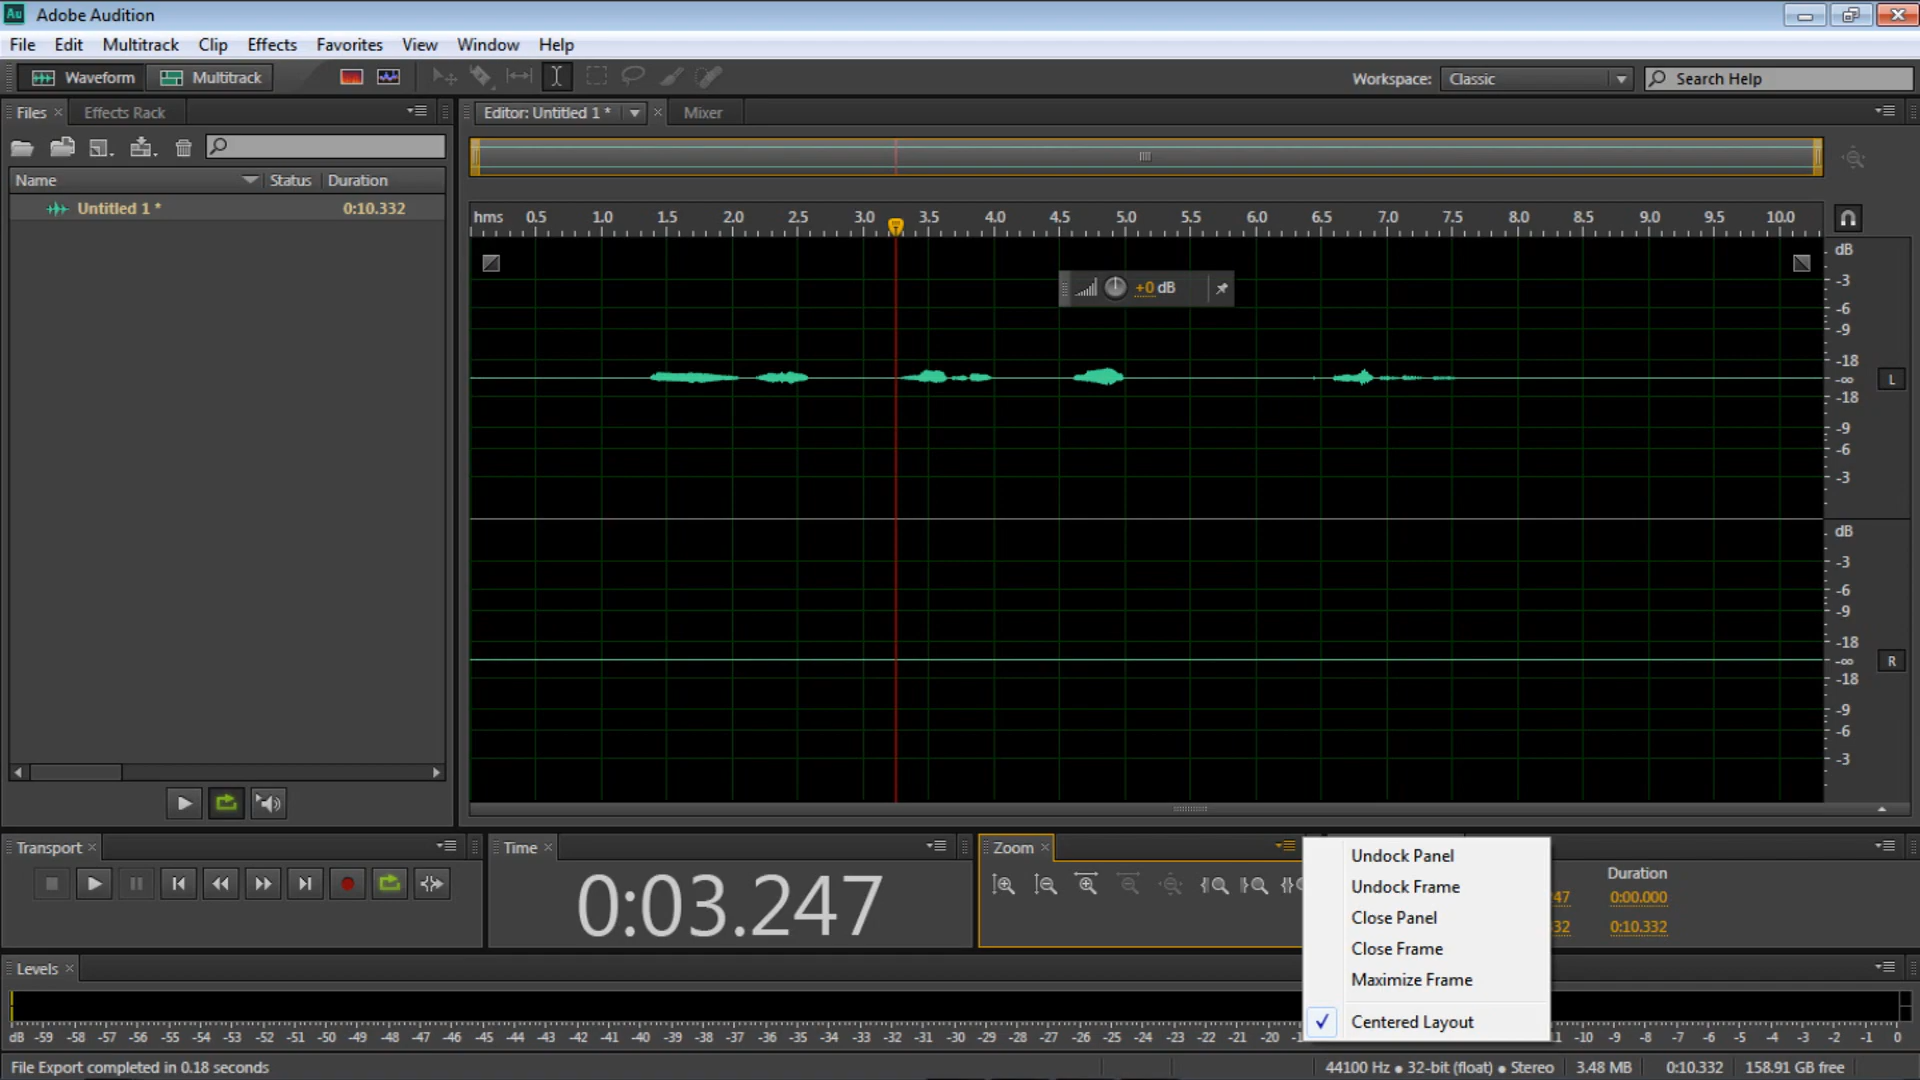 Au Adobe Audition
File Edit Multitrack Clip Effects Favorites View Window Help
Waveform Multitrack Workspace: Classic Search Help
Files Effects Rack Editor: Untitled 1 * Mixer
Name Status Duration
Untitled 1 * 0:10.332
hms 0.5 1.0 1.5 2.0 2.5 3.0 3.5 4.0 4.5 5.0 5.5 6.0 6.5 7.0 7.5 8.0 8.5 9.0 9.5 10.0
dB
-3
-6
-9
-18
-∞ L
-18
-9
-6
-3
+0 dB
dB
-3
-6
-9
-18
-∞ R
-18
-9
-6
-3
Transport Time Zoom
0:03.247
Undock Panel
Undock Frame
Close Panel
Close Frame
Maximize Frame
Centered Layout
Duration
47 0:00.000
32 0:10.332
Levels
dB -59 -58 -57 -56 -55 -54 -53 -52 -51 -50 -49 -48 -47 -46 -45 -44 -43 -42 -41 -40 -39 -38 -37 -36 -35 -34 -33 -32 -31 -30 -29 -28 -27 -26 -25 -24 -23 -22 -21 -20 -10 -9 -8 -7 -6 -5 -4 -3 -2 -1 0
File Export completed in 0.18 seconds 44100 Hz ● 32-bit (float) ● Stereo 3.48 MB 0:10.332 158.91 GB free